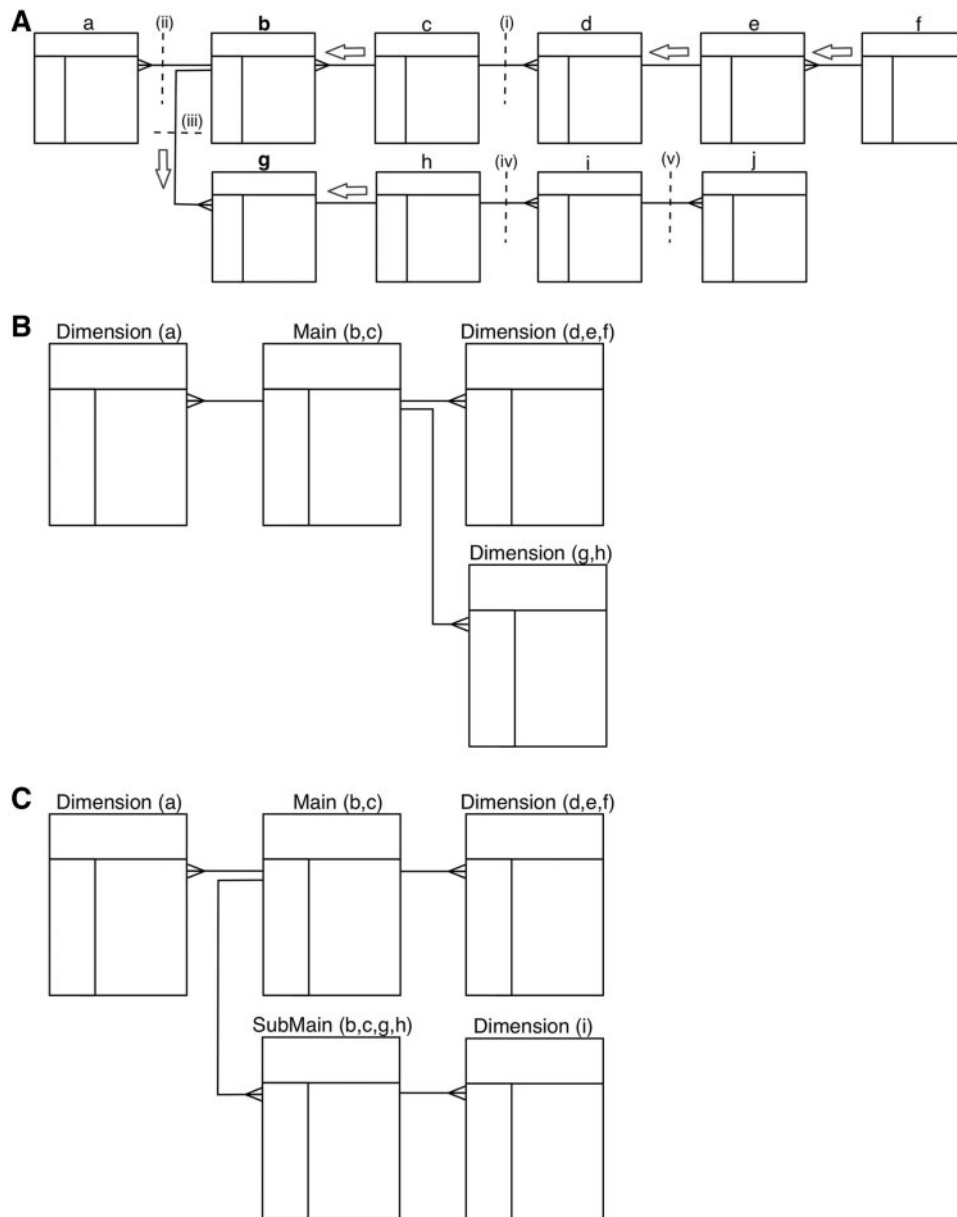 A
a (ii) b c (i) d e f
(iii)
g h (iv) i (v) j
B
Dimension (a) Main (b,c) Dimension (d,e,f)
Dimension (g,h)
C
Dimension (a) Main (b,c) Dimension (d,e,f)
SubMain (b,c,g,h) Dimension (i)